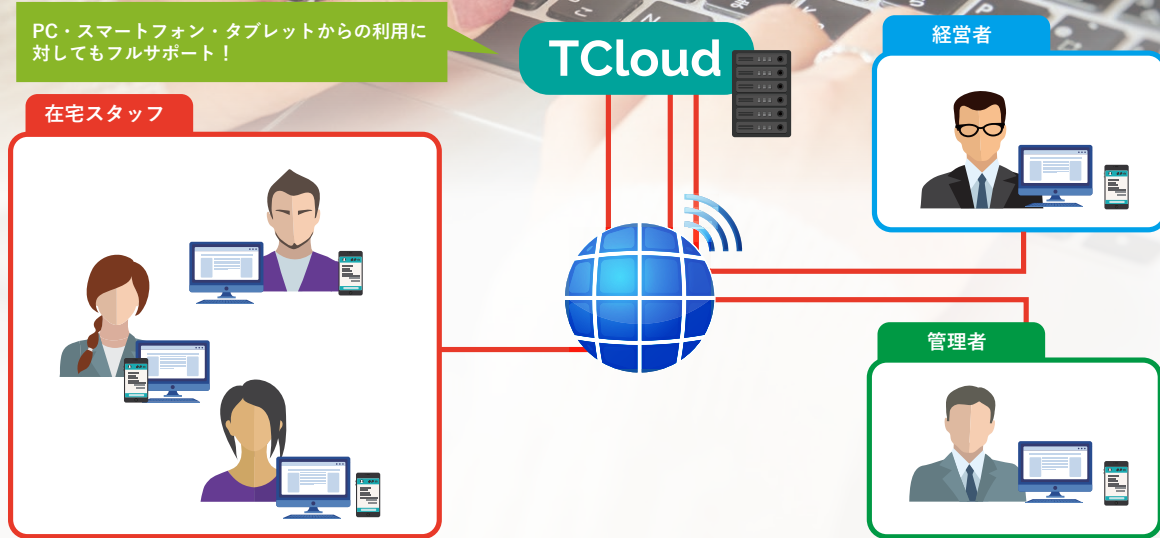 PC・スマートフォン・タブレットからの利用に
対してもフルサポート！
TCloud
経営者
在宅スタッフ
管理者